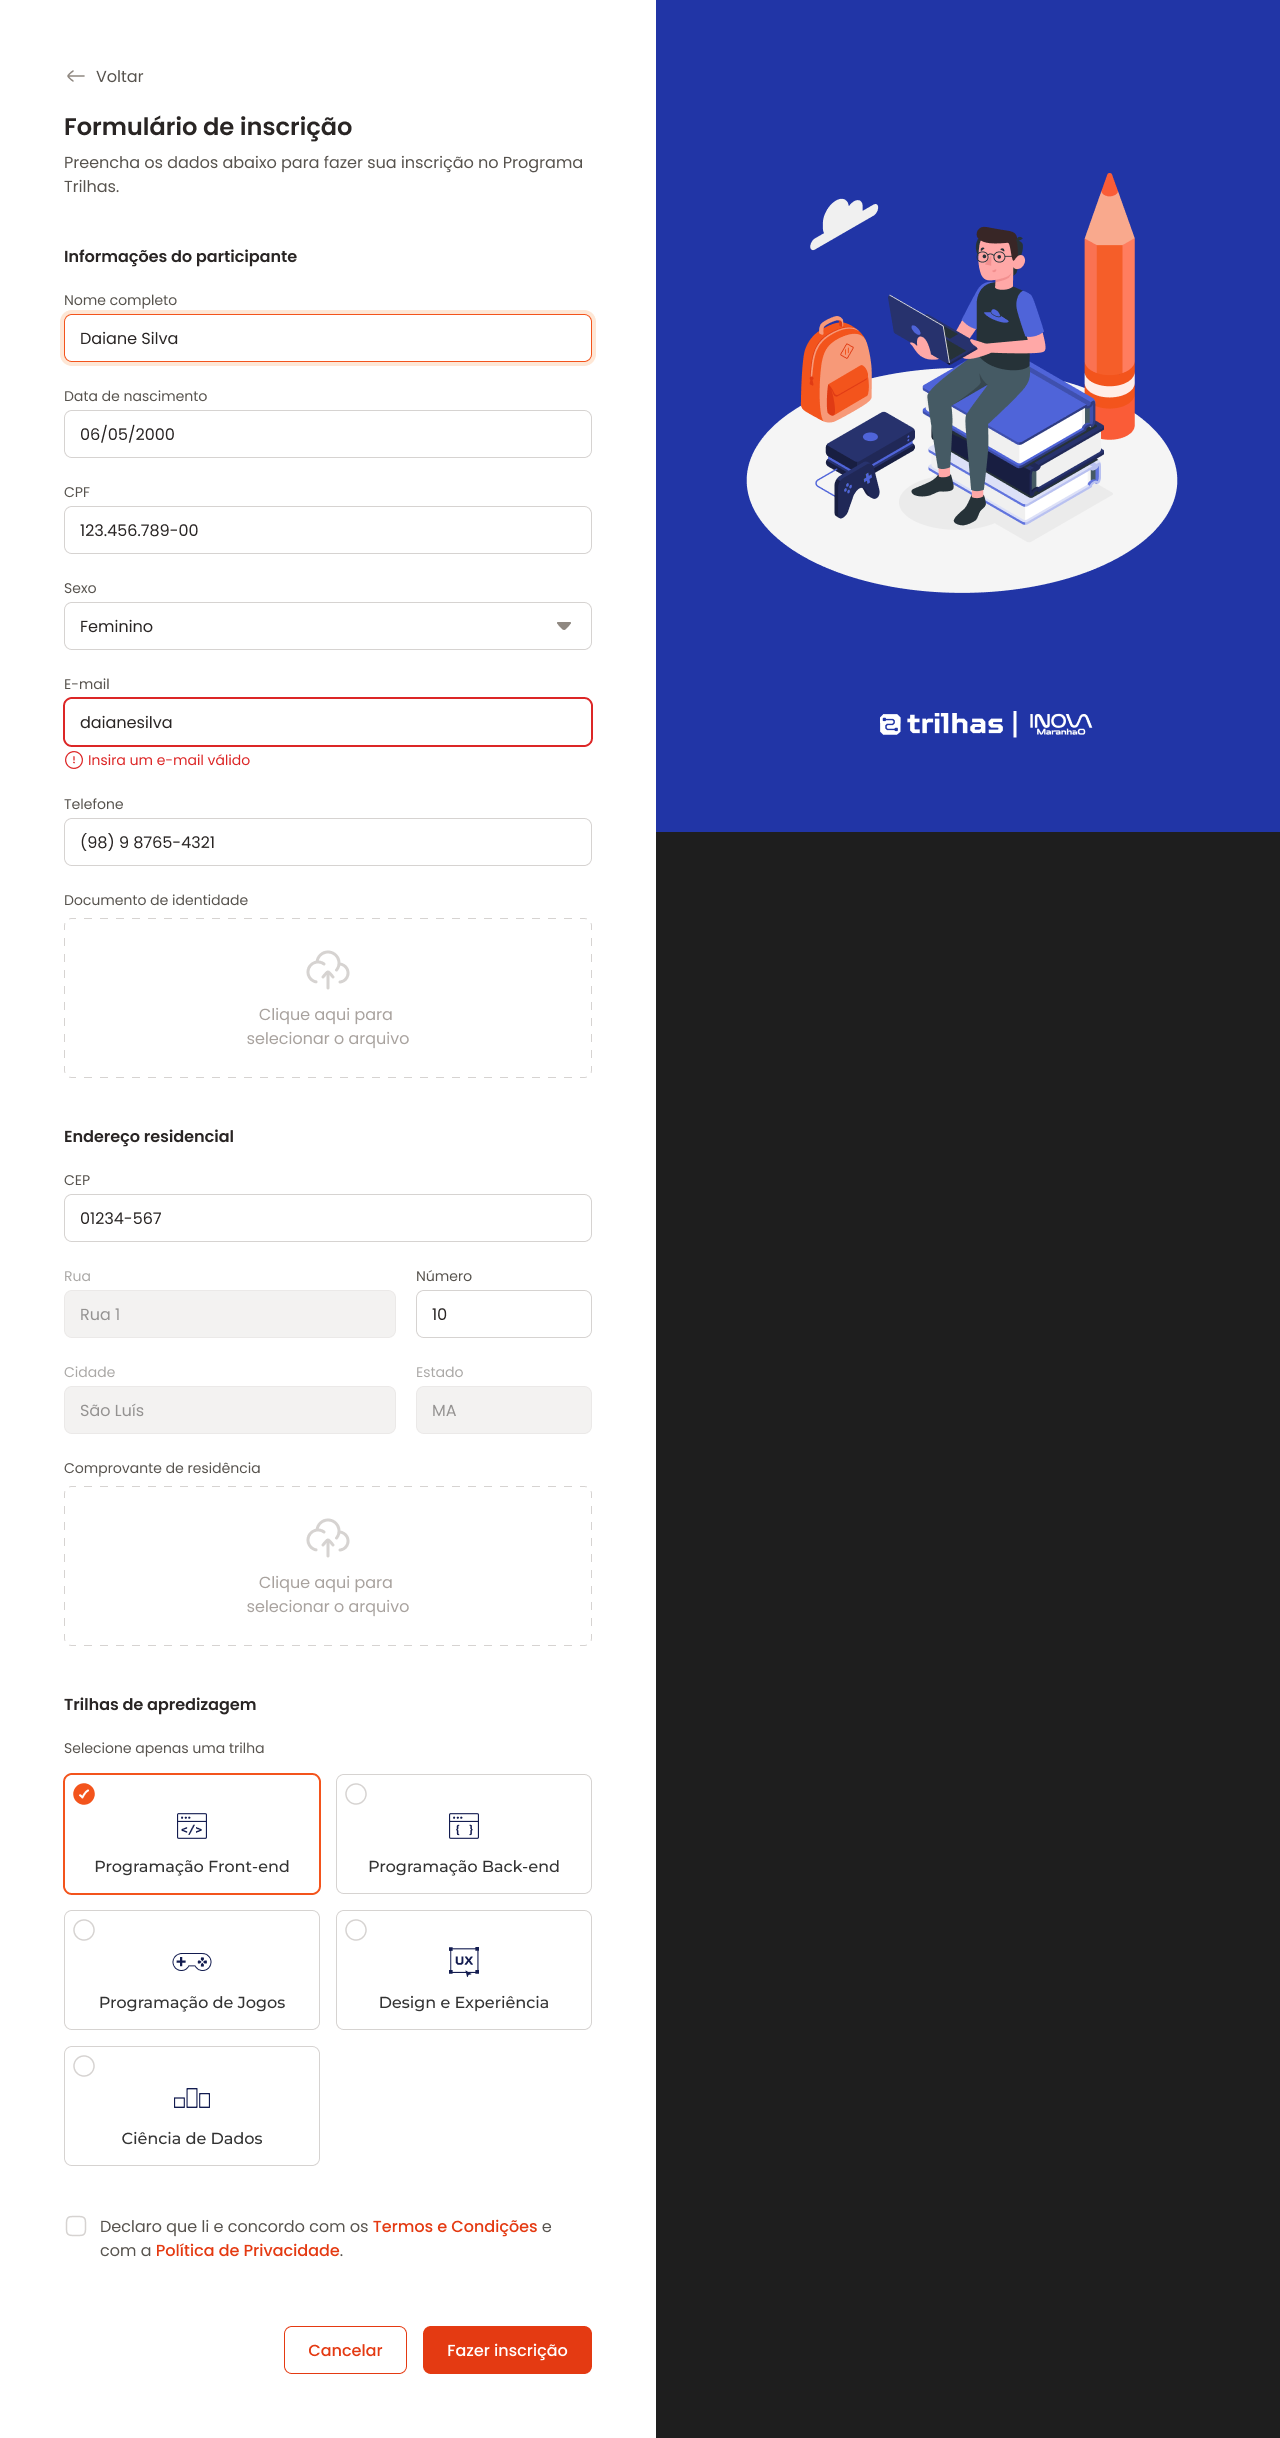 Voltar
Formulário de inscrição
Preencha os dados abaixo para fazer sua inscrição no Programa
Trilhas.
Informações do participante
Nome completo
Daiane Silva
Data de nascimento
06/05/2000
CPF
123.456.789-00
Sexo
Feminino
E-mail
daianesilva
Insira um e-mail válido
Telefone
(98) 9 8765-4321
Documento de identidade
Clique aqui para
selecionar o arquivo
Endereço residencial
CEP
01234-567
Rua
Número
Rua 1
10
Cidade
Estado
São Luís
MA
Comprovante de residência
Clique aqui para
selecionar o arquivo
Trilhas de apredizagem
Selecione apenas uma trilha
</>
Programação Front-end
{ }
Programação Back-end
Programação de Jogos
UX
Design e Experiência
Ciência de Dados
Declaro que li e concordo com os Termos e Condições e
com a Política de Privacidade.
Cancelar
Fazer inscrição
trilhas | INOVA
MaranhaO